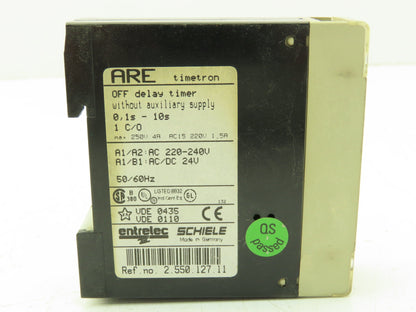 ARE timetron
OFF delay timer
without auxiliary supply
0,1s - 10s
1 C/O
max 250V 4A AC15 220V 1,5A
A1/A2:AC 220-240V
A1/B1:AC/DC 24V
50/60Hz
LISTED
VDE 0435
VDE 0110
CE
entrelec SCHIELE
Made in Germany
Ref.no. 2.550.127.11
QS
passed